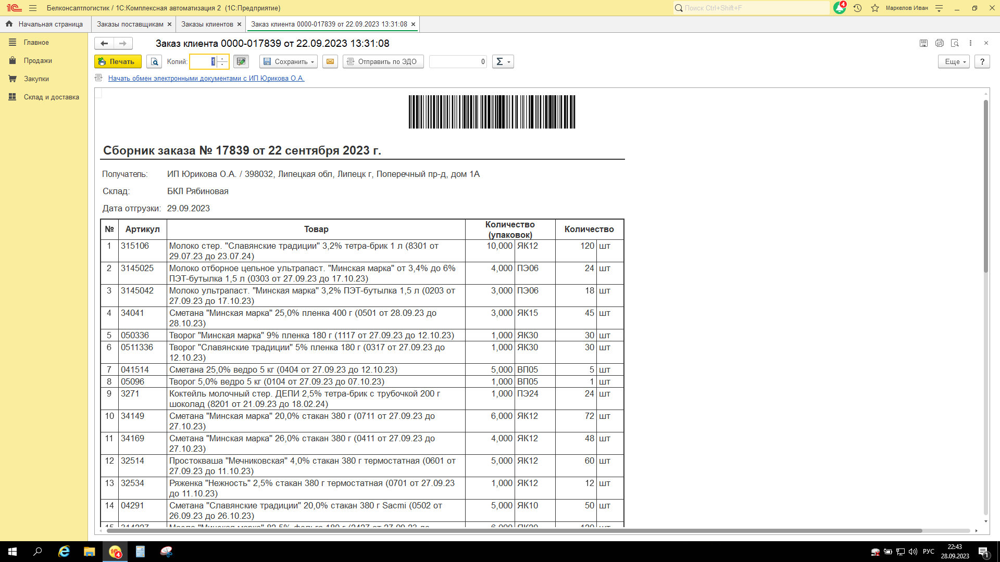 Белконсалтлогистик / 1С:Комплексная автоматизация 2 (1С:Предприятие)
Поиск Ctrl+Shift+F
4
Маркелов Иван
Начальная страница
Заказы поставщикам
Заказы клиентов
Заказ клиента 0000-017839 от 22.09.2023 13:31:08
Главное
Продажи
Закупки
Склад и доставка
Заказ клиента 0000-017839 от 22.09.2023 13:31:08
Печать
Копий:
1
Сохранить
Отправить по ЭДО
0
Σ
Еще
?
Начать обмен электронными документами с ИП Юрикова О.А.
Сборник заказа № 17839 от 22 сентября 2023 г.
Получатель: ИП Юрикова О.А. / 398032, Липецкая обл, Липецк г, Поперечный пр-д, дом 1А
Склад: БКЛ Рябиновая
Дата отгрузки: 29.09.2023
№ Артикул Товар Количество (упаковок) Количество
1 315106 Молоко стер. "Славянские традиции" 3,2% тетра-брик 1 л (8301 от 10,000 ЯК12 120 шт
29.07.23 до 23.07.24)
2 3145025 Молоко отборное цельное ультрапаст. "Минская марка" от 3,4% до 6% 4,000 ПЭ06 24 шт
ПЭТ-бутылка 1,5 л (0303 от 27.09.23 до 17.10.23)
3 3145042 Молоко ультрапаст. "Минская марка" 3,2% ПЭТ-бутылка 1,5 л (0203 от 3,000 ПЭ06 18 шт
27.09.23 до 17.10.23)
4 34041 Сметана "Минская марка" 25,0% пленка 400 г (0501 от 28.09.23 до 3,000 ЯК15 45 шт
28.10.23)
5 050336 Творог "Минская марка" 9% пленка 180 г (1117 от 27.09.23 до 12.10.23) 1,000 ЯК30 30 шт
6 0511336 Творог "Славянские традиции" 5% пленка 180 г (0317 от 27.09.23 до 1,000 ЯК30 30 шт
12.10.23)
7 041514 Сметана 25,0% ведро 5 кг (0404 от 27.09.23 до 12.10.23) 5,000 ВП05 5 шт
8 05096 Творог 5,0% ведро 5 кг (0104 от 27.09.23 до 07.10.23) 1,000 ВП05 1 шт
9 3271 Коктейль молочный стер. ДЕПИ 2,5% тетра-брик с трубочкой 200 г 1,000 ПЭ24 24 шт
шоколад (8201 от 21.09.23 до 18.02.24)
10 34149 Сметана "Минская марка" 20,0% стакан 380 г (0711 от 27.09.23 до 6,000 ЯК12 72 шт
27.10.23)
11 34169 Сметана "Минская марка" 26,0% стакан 380 г (0411 от 27.09.23 до 4,000 ЯК12 48 шт
27.10.23)
12 32514 Простокваша "Мечниковская" 4,0% стакан 380 г термостатная (0601 от 5,000 ЯК12 60 шт
27.09.23 до 11.10.23)
13 32534 Ряженка "Нежность" 2,5% стакан 380 г термостатная (0701 от 27.09.23 1,000 ЯК12 12 шт
до 11.10.23)
14 04291 Сметана "Славянские традиции" 20,0% стакан 380 г Sacmi (0502 от 5,000 ЯК10 50 шт
26.09.23 до 26.10.23)
15 314227 Масло "Минская марка" 82,5% фольга 180 г (2427 от 27.09.23 до 6,000 ЯК20 120 шт
4
РУС
22:43
28.09.2023
1